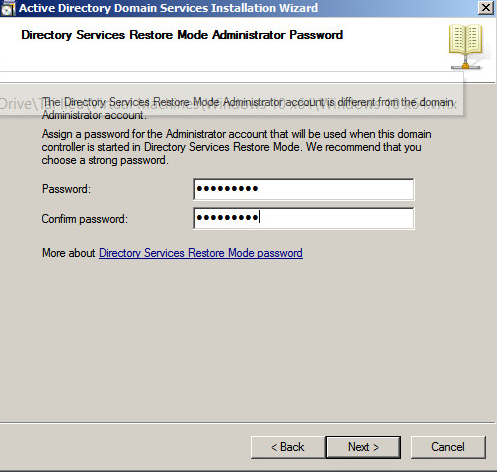 Active Directory Domain Services Installation Wizard
Directory Services Restore Mode Administrator Password
The Directory Services Restore Mode Administrator account is different from the domain
Administrator account.
Assign a password for the Administrator account that will be used when this domain
controller is started in Directory Services Restore Mode. We recommend that you
choose a strong password.
Password:
Confirm password:
More about Directory Services Restore Mode password
< Back
Next >
Cancel